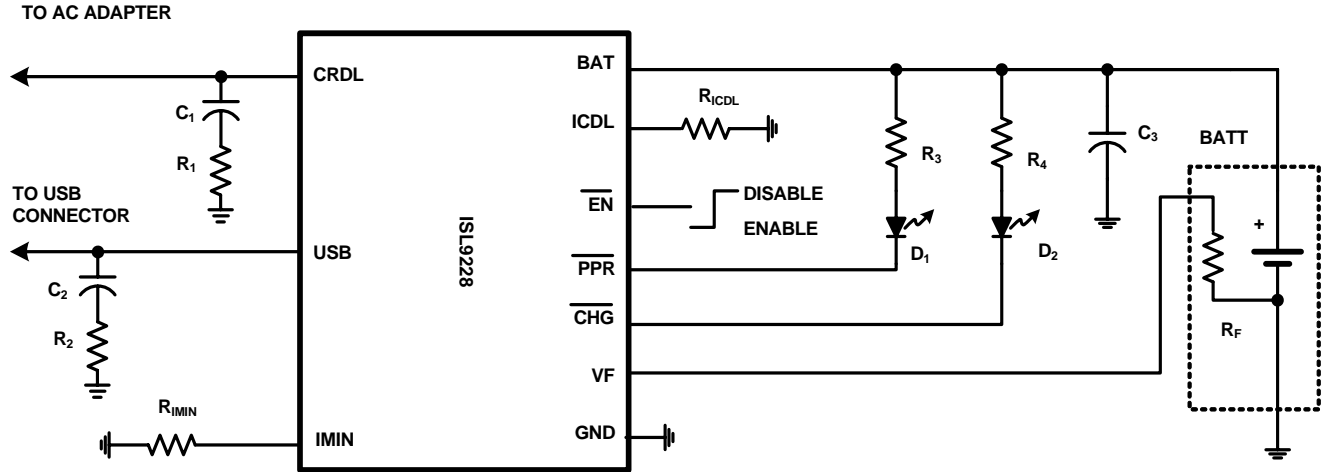 TO AC ADAPTER
CRDL
C1
R1
TO USB
CONNECTOR
USB
C2
R2
RIMIN
IMIN
ISL9228
BAT
ICDL
RICDL
EN
DISABLE
ENABLE
PPR
CHG
VF
GND
R3
D1
R4
D2
C3
BATT
+
RF